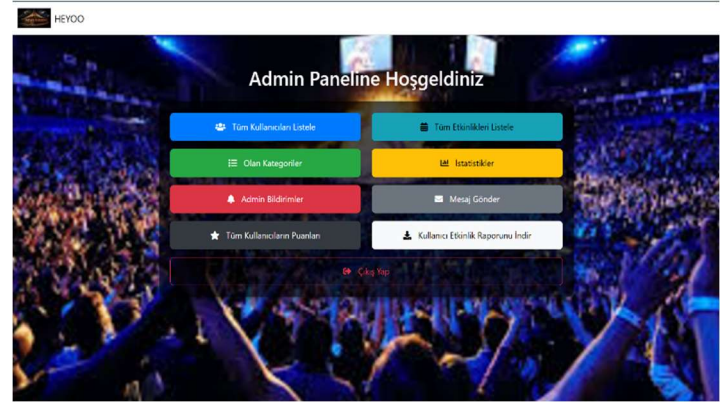 HEYOO
Admin Paneline Hoşgeldiniz
Tüm Kullanıcıları Listele
Tüm Etkinlikleri Listele
Olan Kategoriler
İstatistikler
Admin Bildirimler
Mesaj Gönder
Tüm Kullanıcıların Puanları
Kullanıcı Etkinlik Raporunu İndir
Çıkış Yap